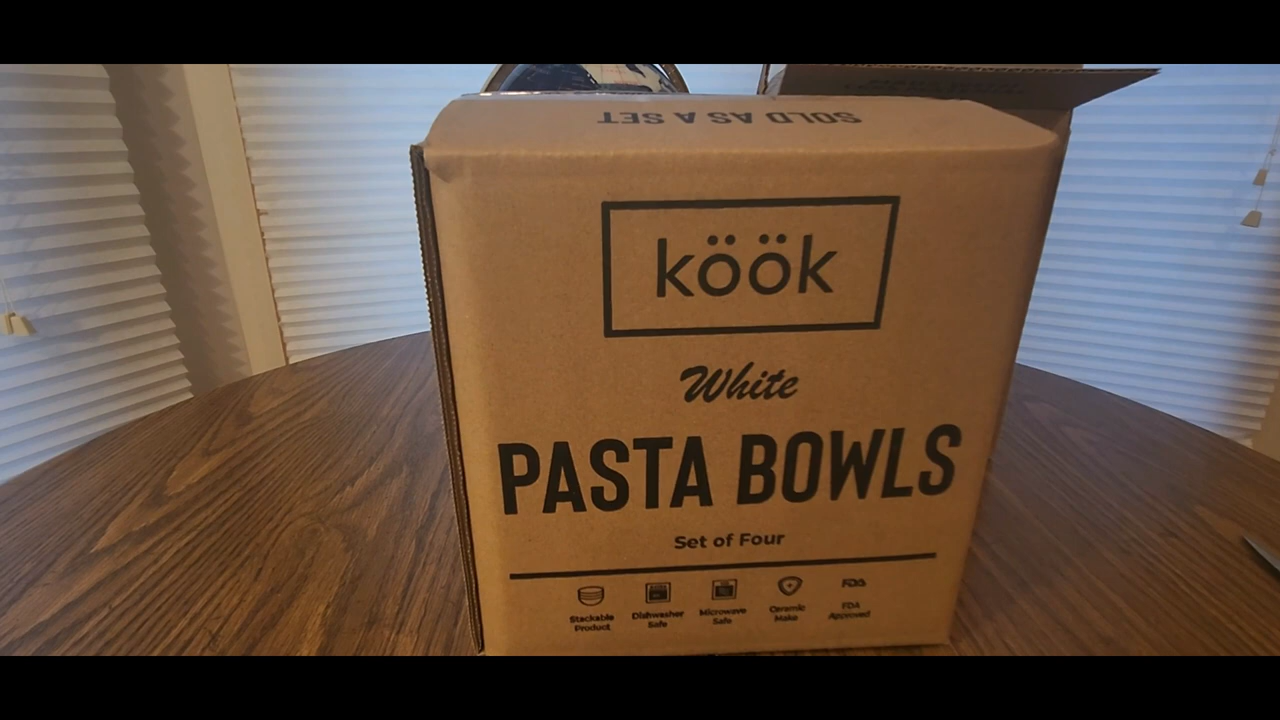 SOLD AS A SET
köök
White
PASTA BOWLS
Set of Four
Stackable Product
Dishwasher Safe
Microwave Safe
Ceramic Make
FDA
FDA Approved